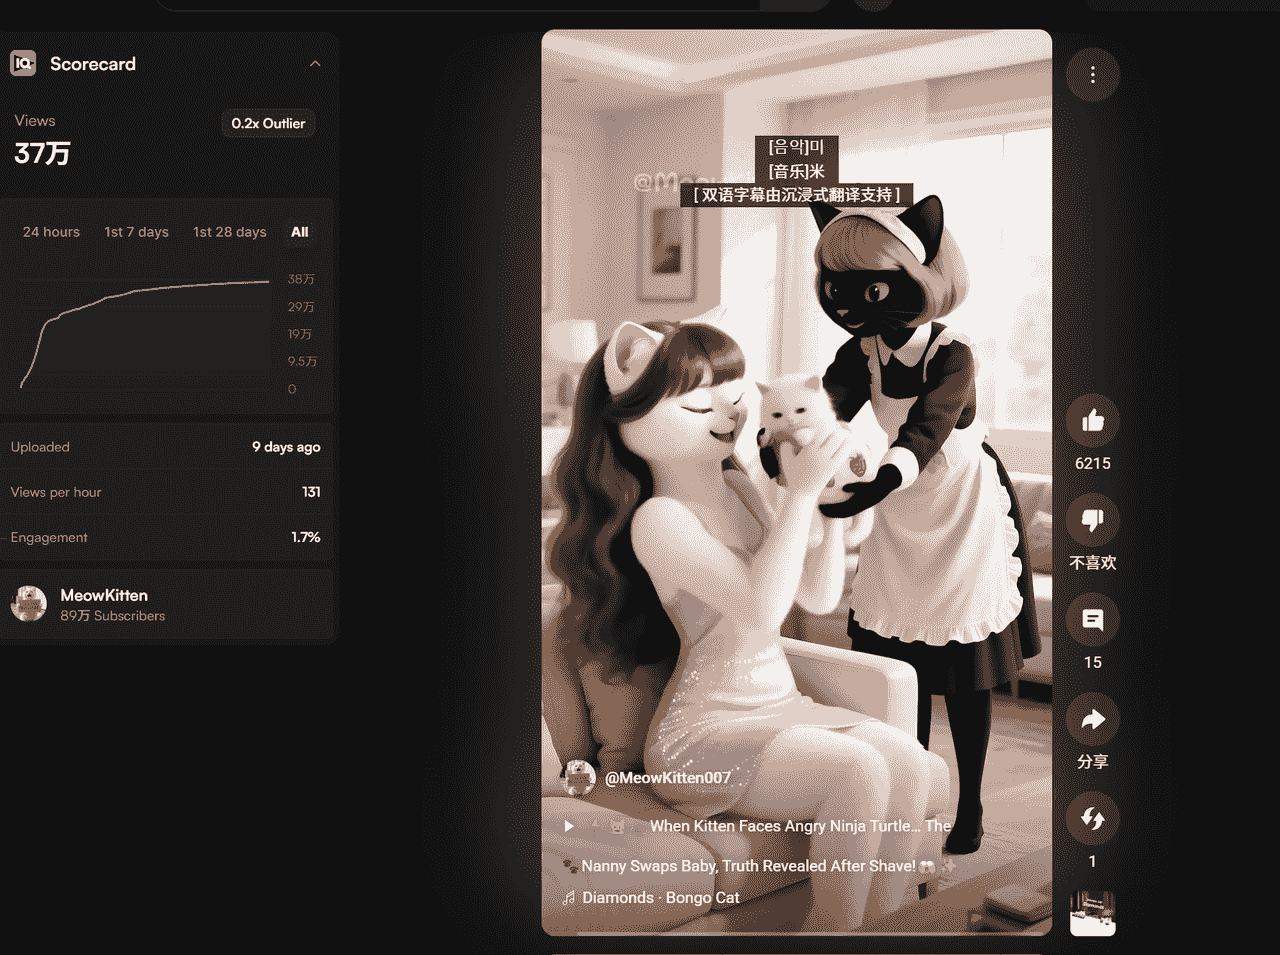 IQ
Scorecard
Views
0.2x Outlier
37万
24 hours
1st 7 days
1st 28 days
All
38万
29万
19万
9.5万
0
Uploaded
9 days ago
Views per hour
131
Engagement
1.7%
MeowKitten
89万 Subscribers
[음악]미
[音乐]米
[ 双语字幕由沉浸式翻译支持 ]
@MeowKitten007
When Kitten Faces Angry Ninja Turtle... The
Nanny Swaps Baby, Truth Revealed After Shave!
Diamonds · Bongo Cat
6215
不喜欢
15
分享
1